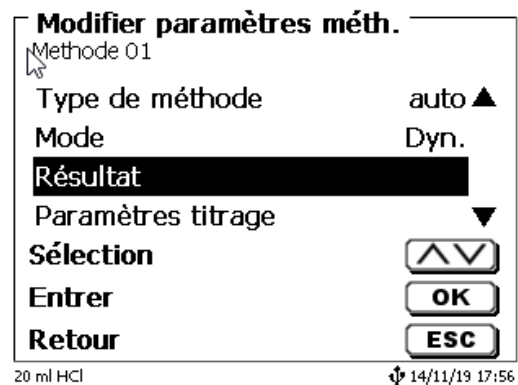 Modifier paramètres méth.
Methode 01
Type de méthode auto
Mode Dyn.
Résultat
Paramètres titrage
Sélection
Entrer OK
Retour ESC
20 ml HCl 14/11/19 17:56